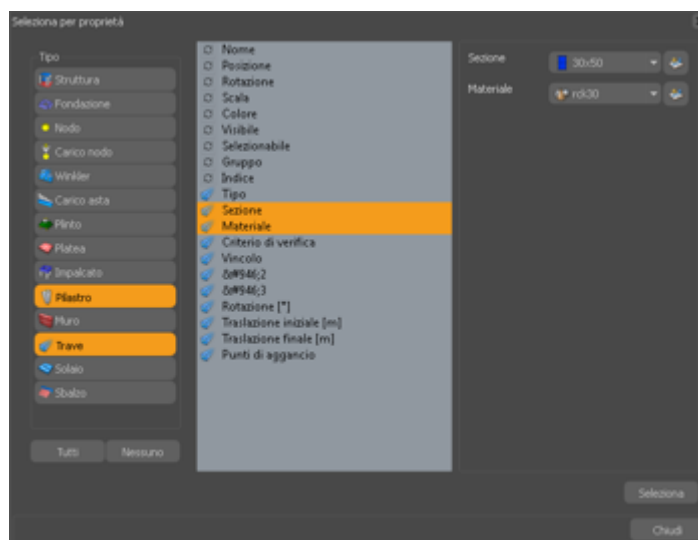 Seleziona per proprietà
Tipo
Struttura
Fondazione
Nodo
Carico nodo
Winkler
Carico asta
Plinto
Platea
Impalcato
Pilastro
Muro
Trave
Solaio
Sbalzo
Tutti
Nessuno
Nome
Posizione
Rotazione
Scala
Colore
Visibile
Selezionabile
Gruppo
Indice
Tipo
Sezione
Materiale
Criterio di verifica
Vincolo
&#946;2
&#946;3
Rotazione [°]
Traslazione iniziale [m]
Traslazione finale [m]
Punti di aggancio
Sezione
30x50
Materiale
rck30
Seleziona
Chiudi